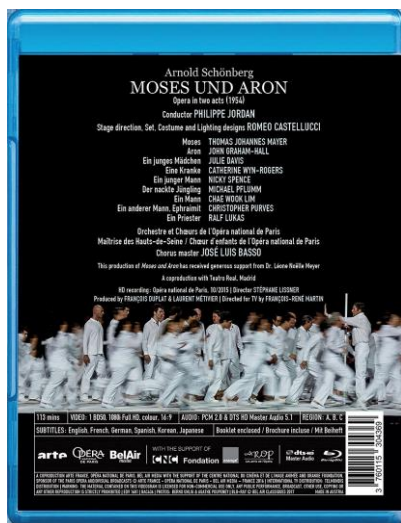 Arnold Schönberg
MOSES UND ARON
Opera in two acts (1954)
Conductor PHILIPPE JORDAN
Stage direction, Set, Costume and Lighting designs ROMEO CASTELLUCCI
Moses THOMAS JOHANNES MAYER
Aron JOHN GRAHAM-HALL
Ein junges Mädchen JULIE DAVIS
Eine Kranke CATHERINE WYN-ROGERS
Ein junger Mann NICKY SPENCE
Der nackte Jüngling MICHAEL PFLUMM
Ein Mann CHAE WOOK LIM
Ein anderer Mann, Ephraimit CHRISTOPHER PURVES
Ein Priester RALF LUKAS
Orchestre et Chœurs de l'Opéra national de Paris
Maîtrise des Hauts-de-Seine / Chœur d'enfants de l'Opéra national de Paris
Chorus master JOSÉ LUIS BASSO
This production of Moses und Aron has received generous support from Dr. Léone Noëlle Meyer
A coproduction with Teatro Real, Madrid
HD recording: Opéra national de Paris, 10/2015 | Director STÉPHANE LISSNER
Produced by FRANÇOIS DUPLAT & LAURENT MÉTIVIER | Directed for TV by FRANÇOIS-RENÉ MARTIN
113 mins VIDEO: 1 BD50, 1080i Full HD, colour, 16:9 AUDIO: PCM 2.0 & DTS HD Master Audio 5.1 REGION: A, B, C
SUBTITLES: English, French, German, Spanish, Korean, Japanese Booklet enclosed / Brochure incluse / Mit Beiheft
arte OPÉRA BelAir WITH THE SUPPORT OF CNC Fondation
3 760115 304369